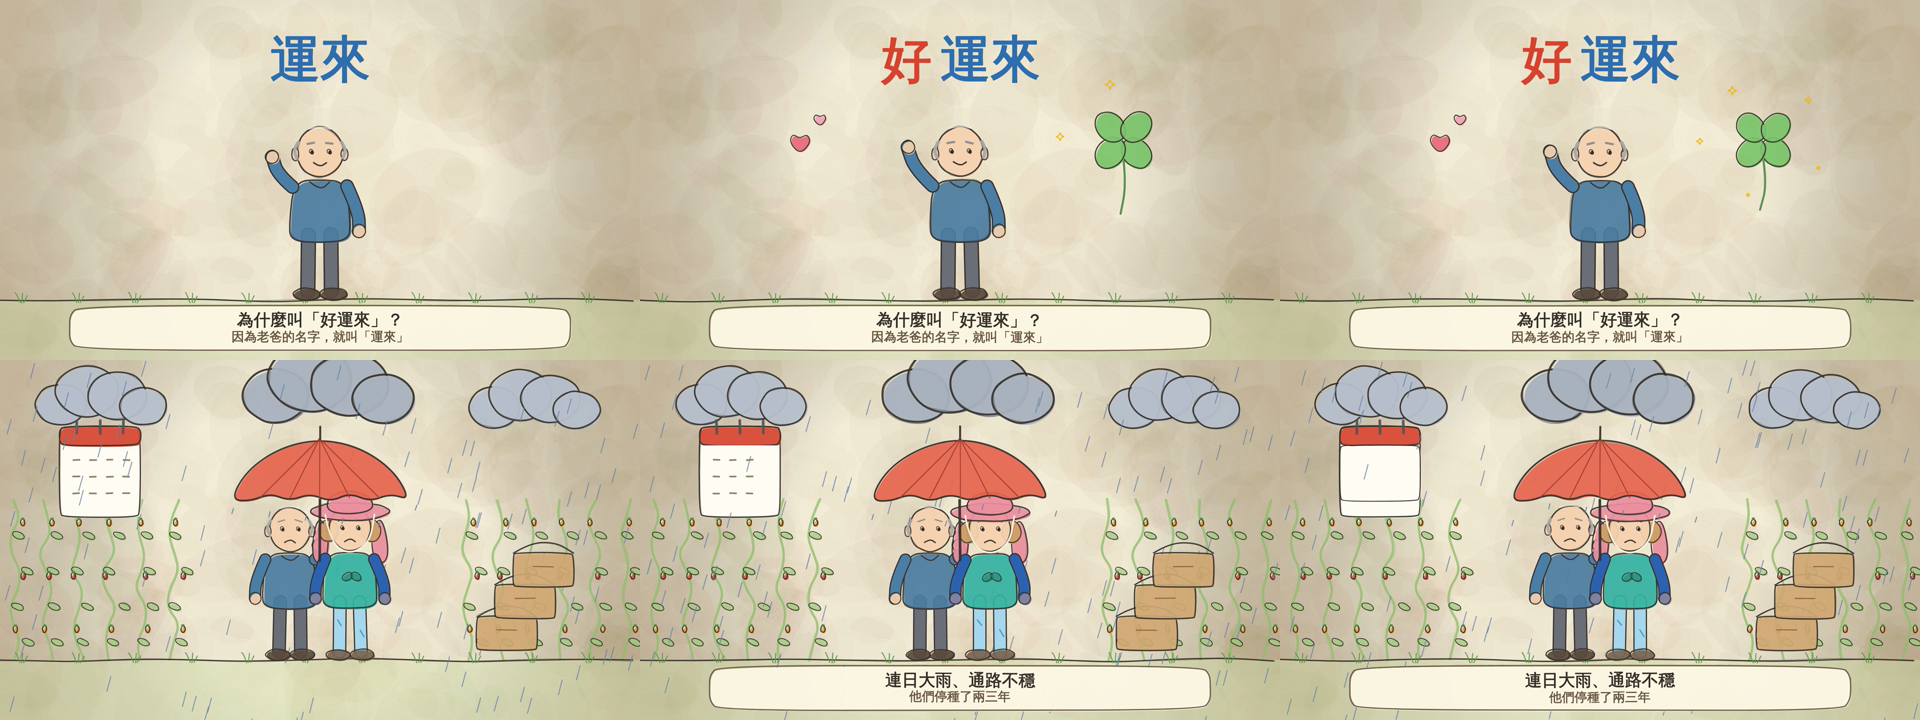 運來
為什麼叫「好運來」？
因為老爸的名字，就叫「運來」
好運來
為什麼叫「好運來」？
因為老爸的名字，就叫「運來」
好運來
為什麼叫「好運來」？
因為老爸的名字，就叫「運來」
連日大雨、通路不穩
他們停種了兩三年
連日大雨、通路不穩
他們停種了兩三年